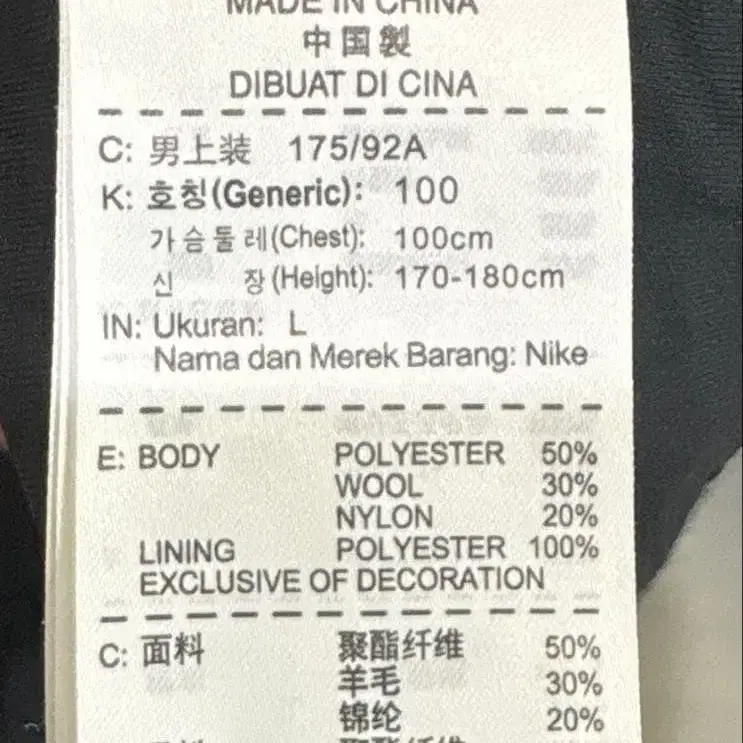 MADE IN CHINA
中国製
DIBUAT DI CINA
C: 男上装 175/92A
K: 호칭(Generic): 100
가슴둘레(Chest): 100cm
신 장(Height): 170-180cm
IN: Ukuran: L
Nama dan Merek Barang: Nike
E: BODY POLYESTER 50%
WOOL 30%
NYLON 20%
LINING POLYESTER 100%
EXCLUSIVE OF DECORATION
C: 面料 聚酯纤维 50%
羊毛 30%
锦纶 20%